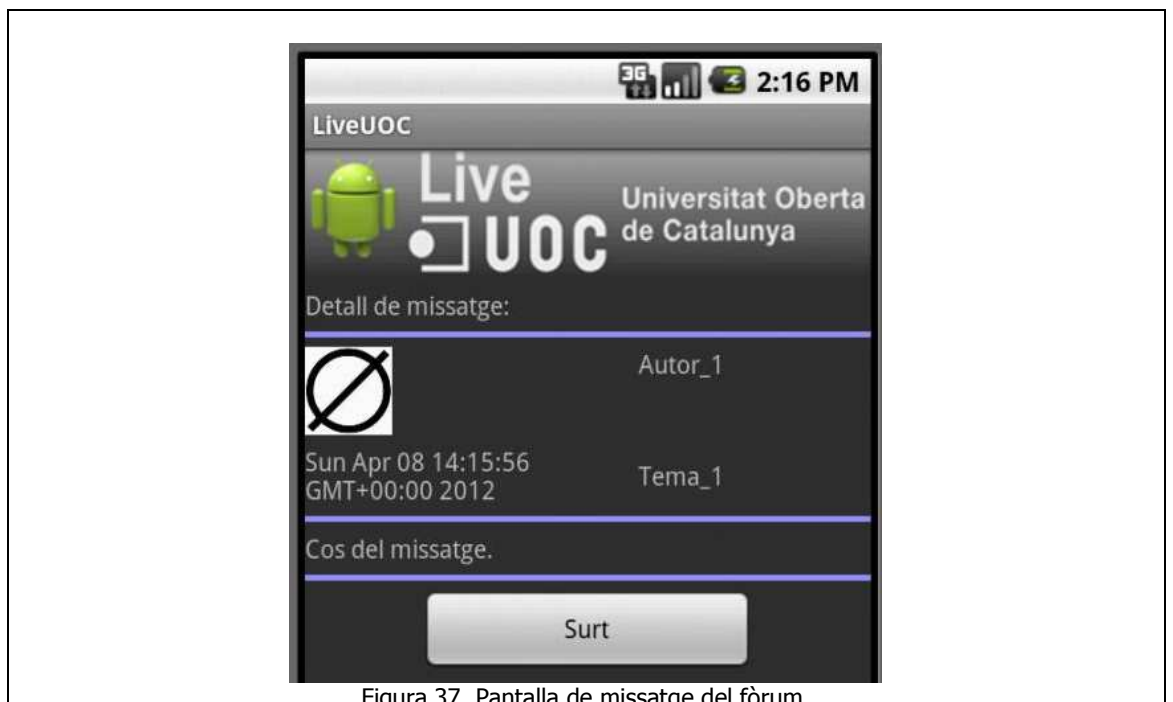 3G 2:16 PM
LiveUOC
Live
UOC
Universitat Oberta
de Catalunya
Detall de missatge:
Autor_1
Sun Apr 08 14:15:56
GMT+00:00 2012
Tema_1
Cos del missatge.
Surt
Figura 37. Pantalla de missatge del fòrum